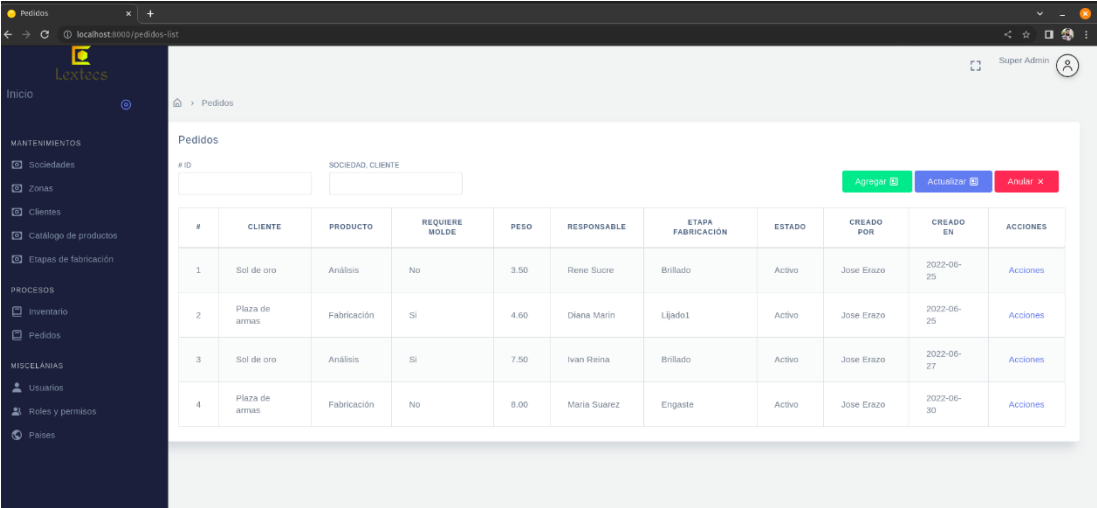 Pedidos
localhost:8000/pedidos-list
Lextecs
Super Admin
Inicio
Pedidos
MANTENIMIENTOS
Sociedades
Zonas
Clientes
Catálogo de productos
Etapas de fabricación
PROCESOS
Inventario
Pedidos
MISCELÁNIAS
Usuarios
Roles y permisos
Paises
Pedidos
# ID SOCIEDAD, CLIENTE
Agregar Actualizar Anular
# CLIENTE PRODUCTO REQUIERE MOLDE PESO RESPONSABLE ETAPA FABRICACIÓN ESTADO CREADO POR CREADO EN ACCIONES
1 Sol de oro Análisis No 3.50 Rene Sucre Brillado Activo Jose Erazo 2022-06-25 Acciones
2 Plaza de armas Fabricación Si 4.60 Diana Marin Lijado1 Activo Jose Erazo 2022-06-25 Acciones
3 Sol de oro Análisis Si 7.50 Ivan Reina Brillado Activo Jose Erazo 2022-06-27 Acciones
4 Plaza de armas Fabricación No 8.00 Maria Suarez Engaste Activo Jose Erazo 2022-06-30 Acciones